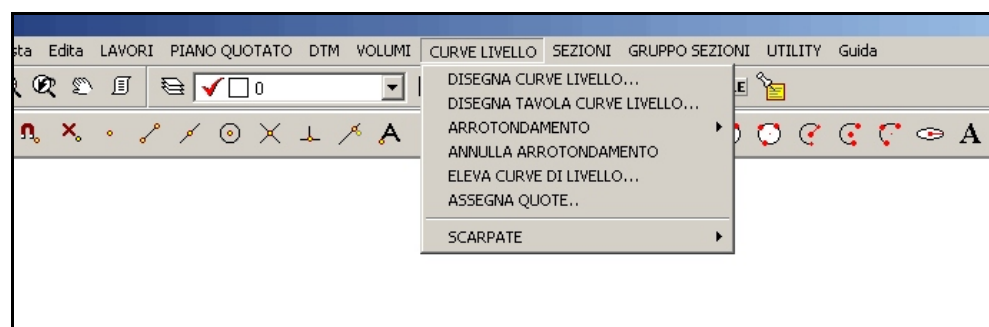 sta Edita LAVORI PIANO QUOTATO DTM VOLUMI CURVE LIVELLO SEZIONI GRUPPO SEZIONI UTILITY Guida
0
DISEGNA CURVE LIVELLO...
DISEGNA TAVOLA CURVE LIVELLO...
ARROTONDAMENTO
ANNULLA ARROTONDAMENTO
ELEVA CURVE DI LIVELLO...
ASSEGNA QUOTE..
SCARPATE
A A